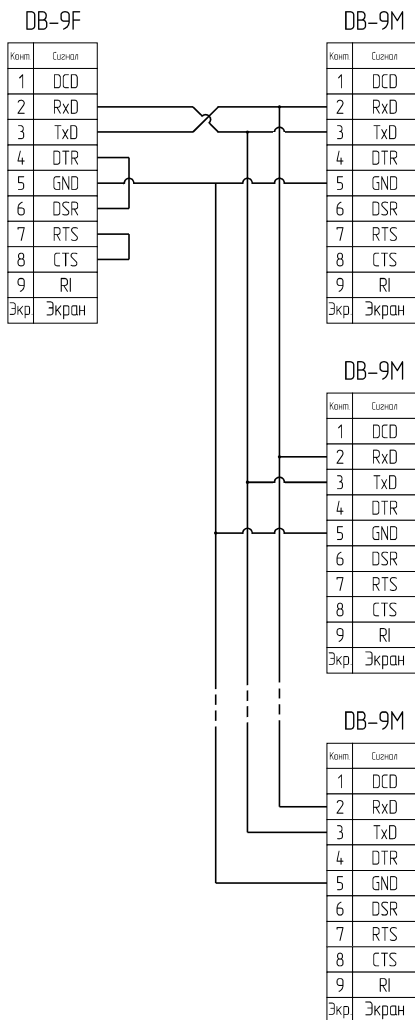 DB-9F
Конт. Сигнал
1 DCD
2 RxD
3 TxD
4 DTR
5 GND
6 DSR
7 RTS
8 CTS
9 RI
Экр. Экран
DB-9M
Конт. Сигнал
1 DCD
2 RxD
3 TxD
4 DTR
5 GND
6 DSR
7 RTS
8 CTS
9 RI
Экр. Экран
DB-9M
Конт. Сигнал
1 DCD
2 RxD
3 TxD
4 DTR
5 GND
6 DSR
7 RTS
8 CTS
9 RI
Экр. Экран
DB-9M
Конт. Сигнал
1 DCD
2 RxD
3 TxD
4 DTR
5 GND
6 DSR
7 RTS
8 CTS
9 RI
Экр. Экран